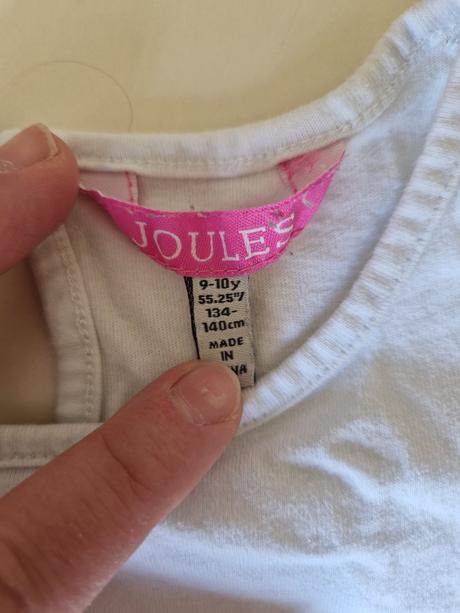 JOULES
9-10y
55.25"/
134-
140cm
MADE
IN